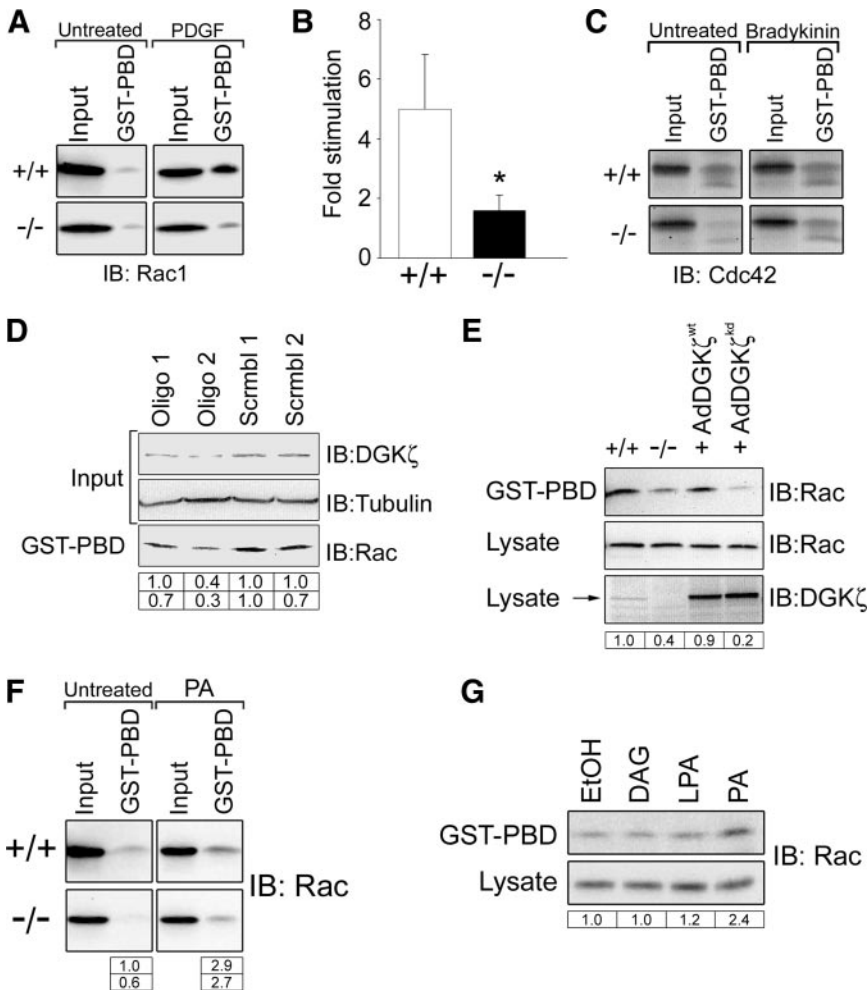 A
Untreated PDGF
Input GST-PBD Input GST-PBD
+/+
-/-
IB: Rac1
B
Fold stimulation
8
6
4
2
0
*
+/+ -/-
C
Untreated Bradykinin
Input GST-PBD Input GST-PBD
+/+
-/-
IB: Cdc42
D
Oligo 1 Oligo 2 Scrmbl 1 Scrmbl 2
Input
IB:DGKζ
IB:Tubulin
GST-PBD IB:Rac
1.0 0.4 1.0 1.0
0.7 0.3 1.0 0.7
E
+/+ -/- + AdDGKζwt + AdDGKζkd
GST-PBD IB:Rac
Lysate IB:Rac
Lysate → IB:DGKζ
1.0 0.4 0.9 0.2
F
Untreated PA
Input GST-PBD Input GST-PBD
+/+
-/-
IB: Rac
1.0 2.9
0.6 2.7
G
EtOH DAG LPA PA
GST-PBD
Lysate
IB: Rac
1.0 1.0 1.2 2.4